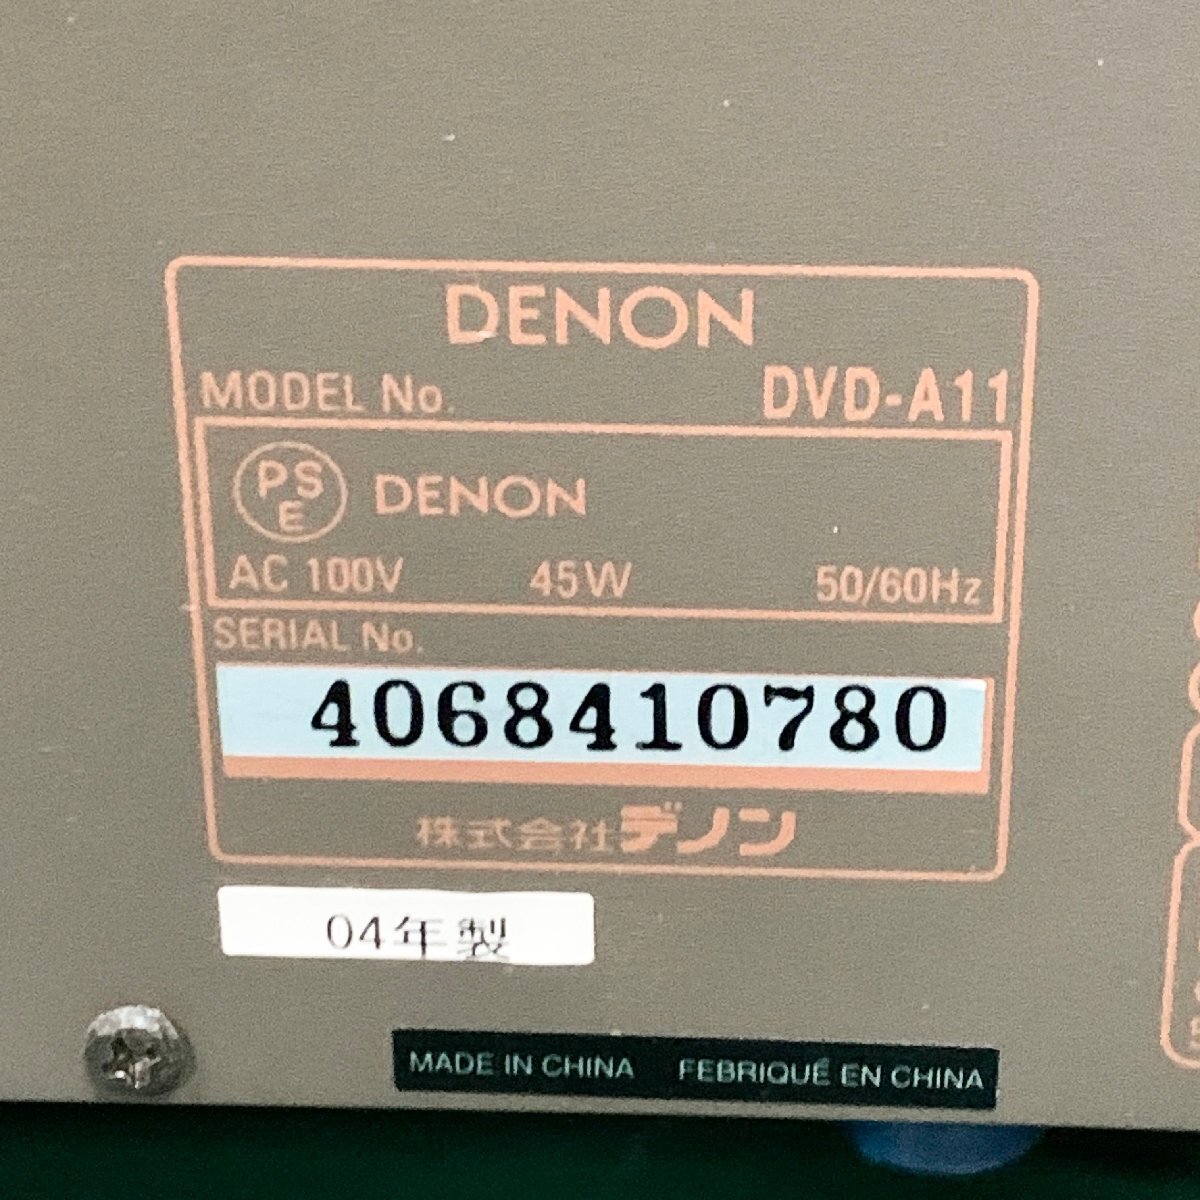 DENON
MODEL No. DVD-A11
PSE DENON
AC 100V 45W 50/60Hz
SERIAL No.
4068410780
株式会社デノン
04年製
MADE IN CHINA FEBRIQUÉ EN CHINA